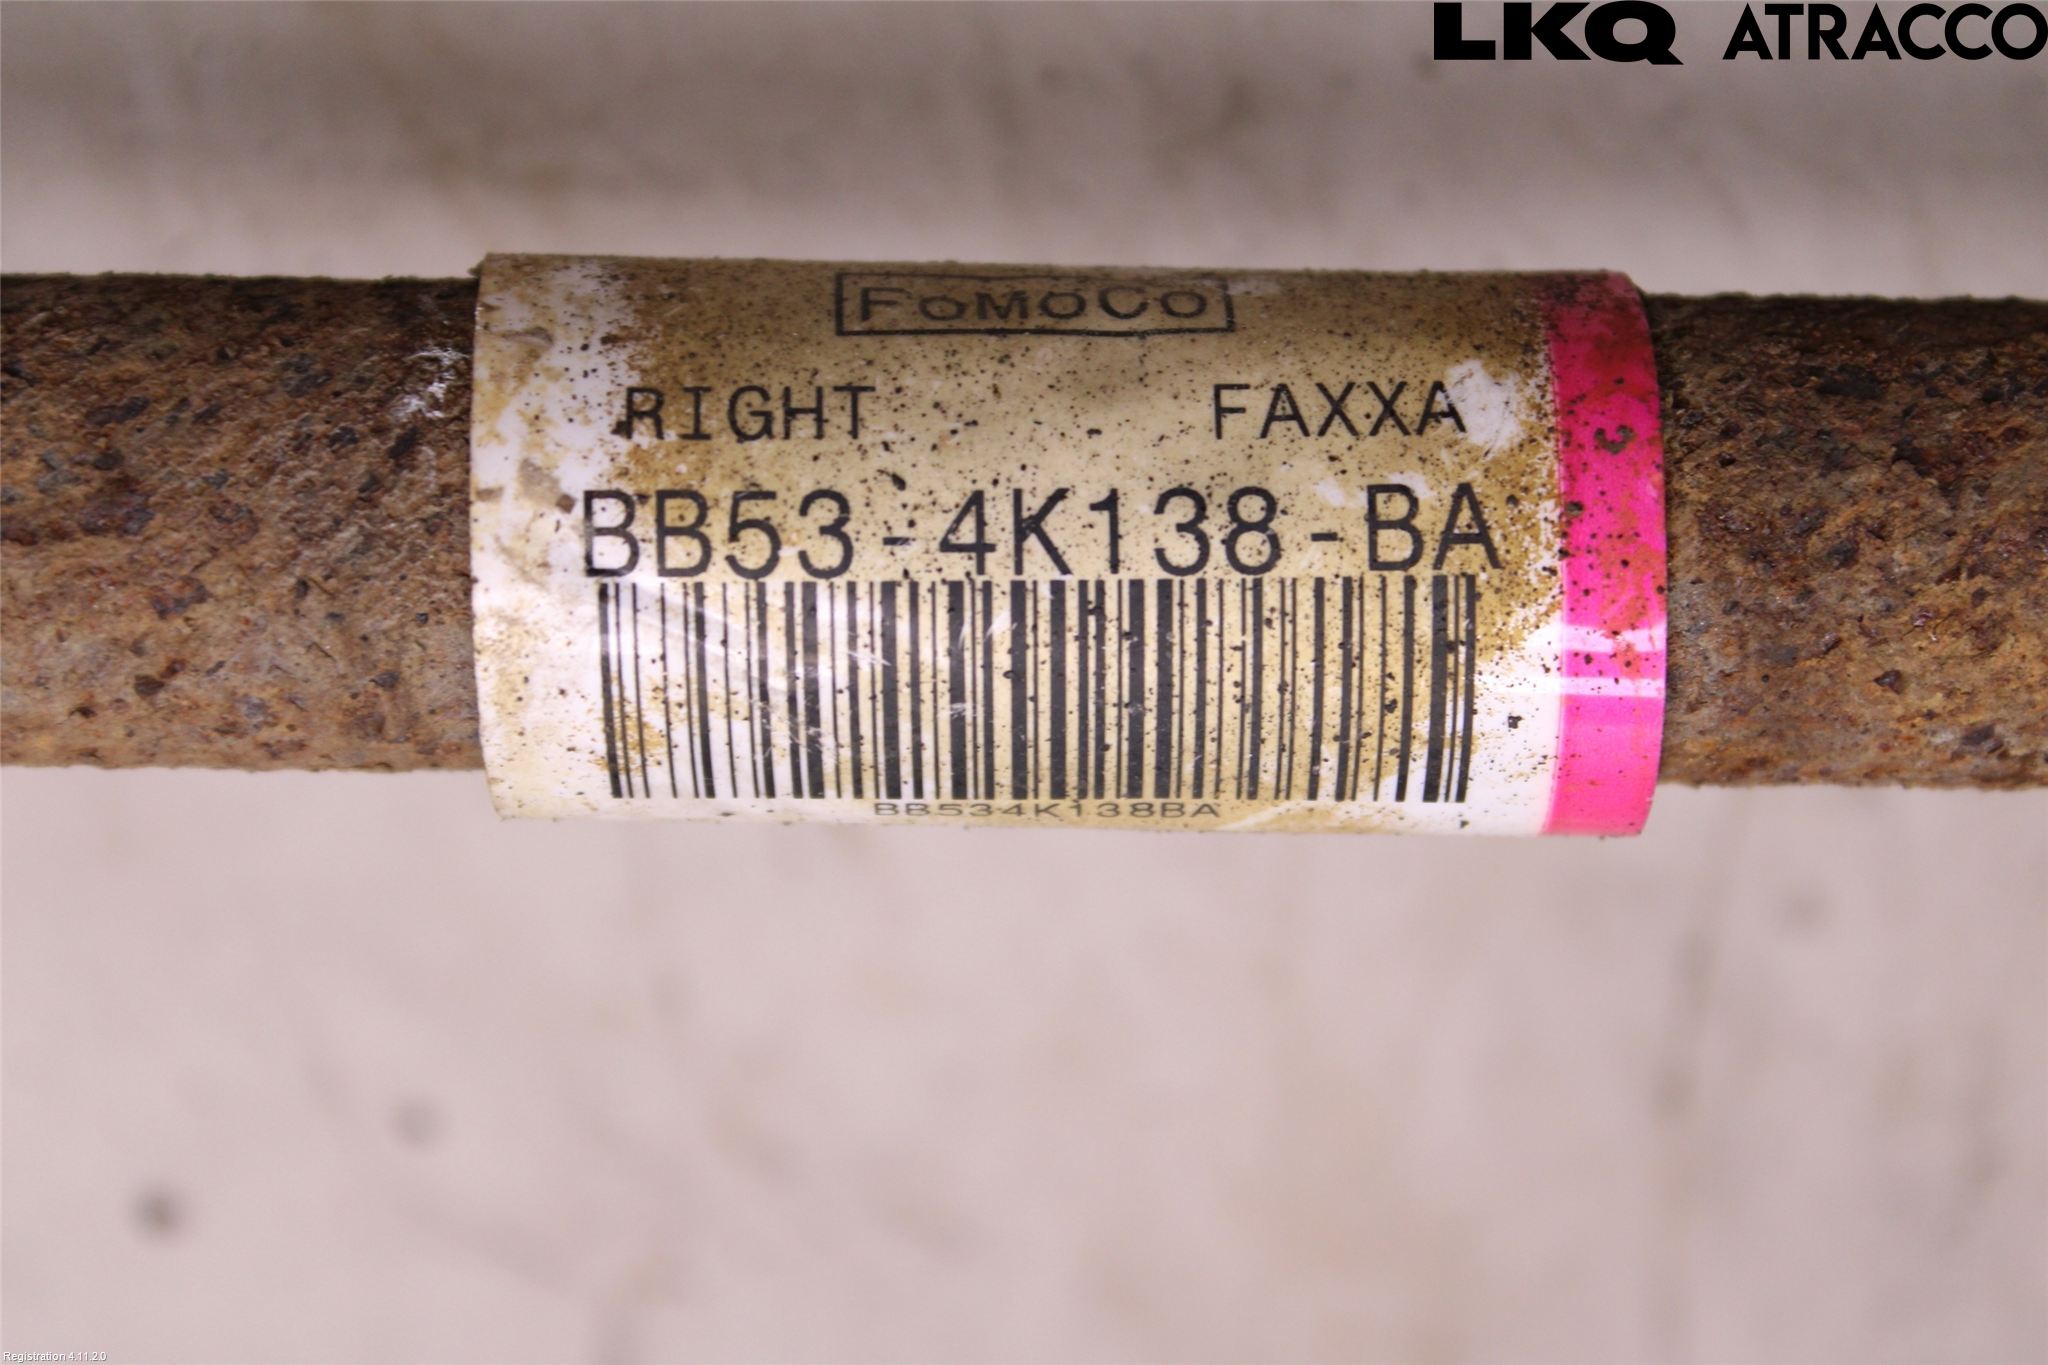 LKQ ATRACCO
FoMoCo
RIGHT FAXXA
BB53-4K138-BA
BB534K138BA
Registration 4.11.2.0